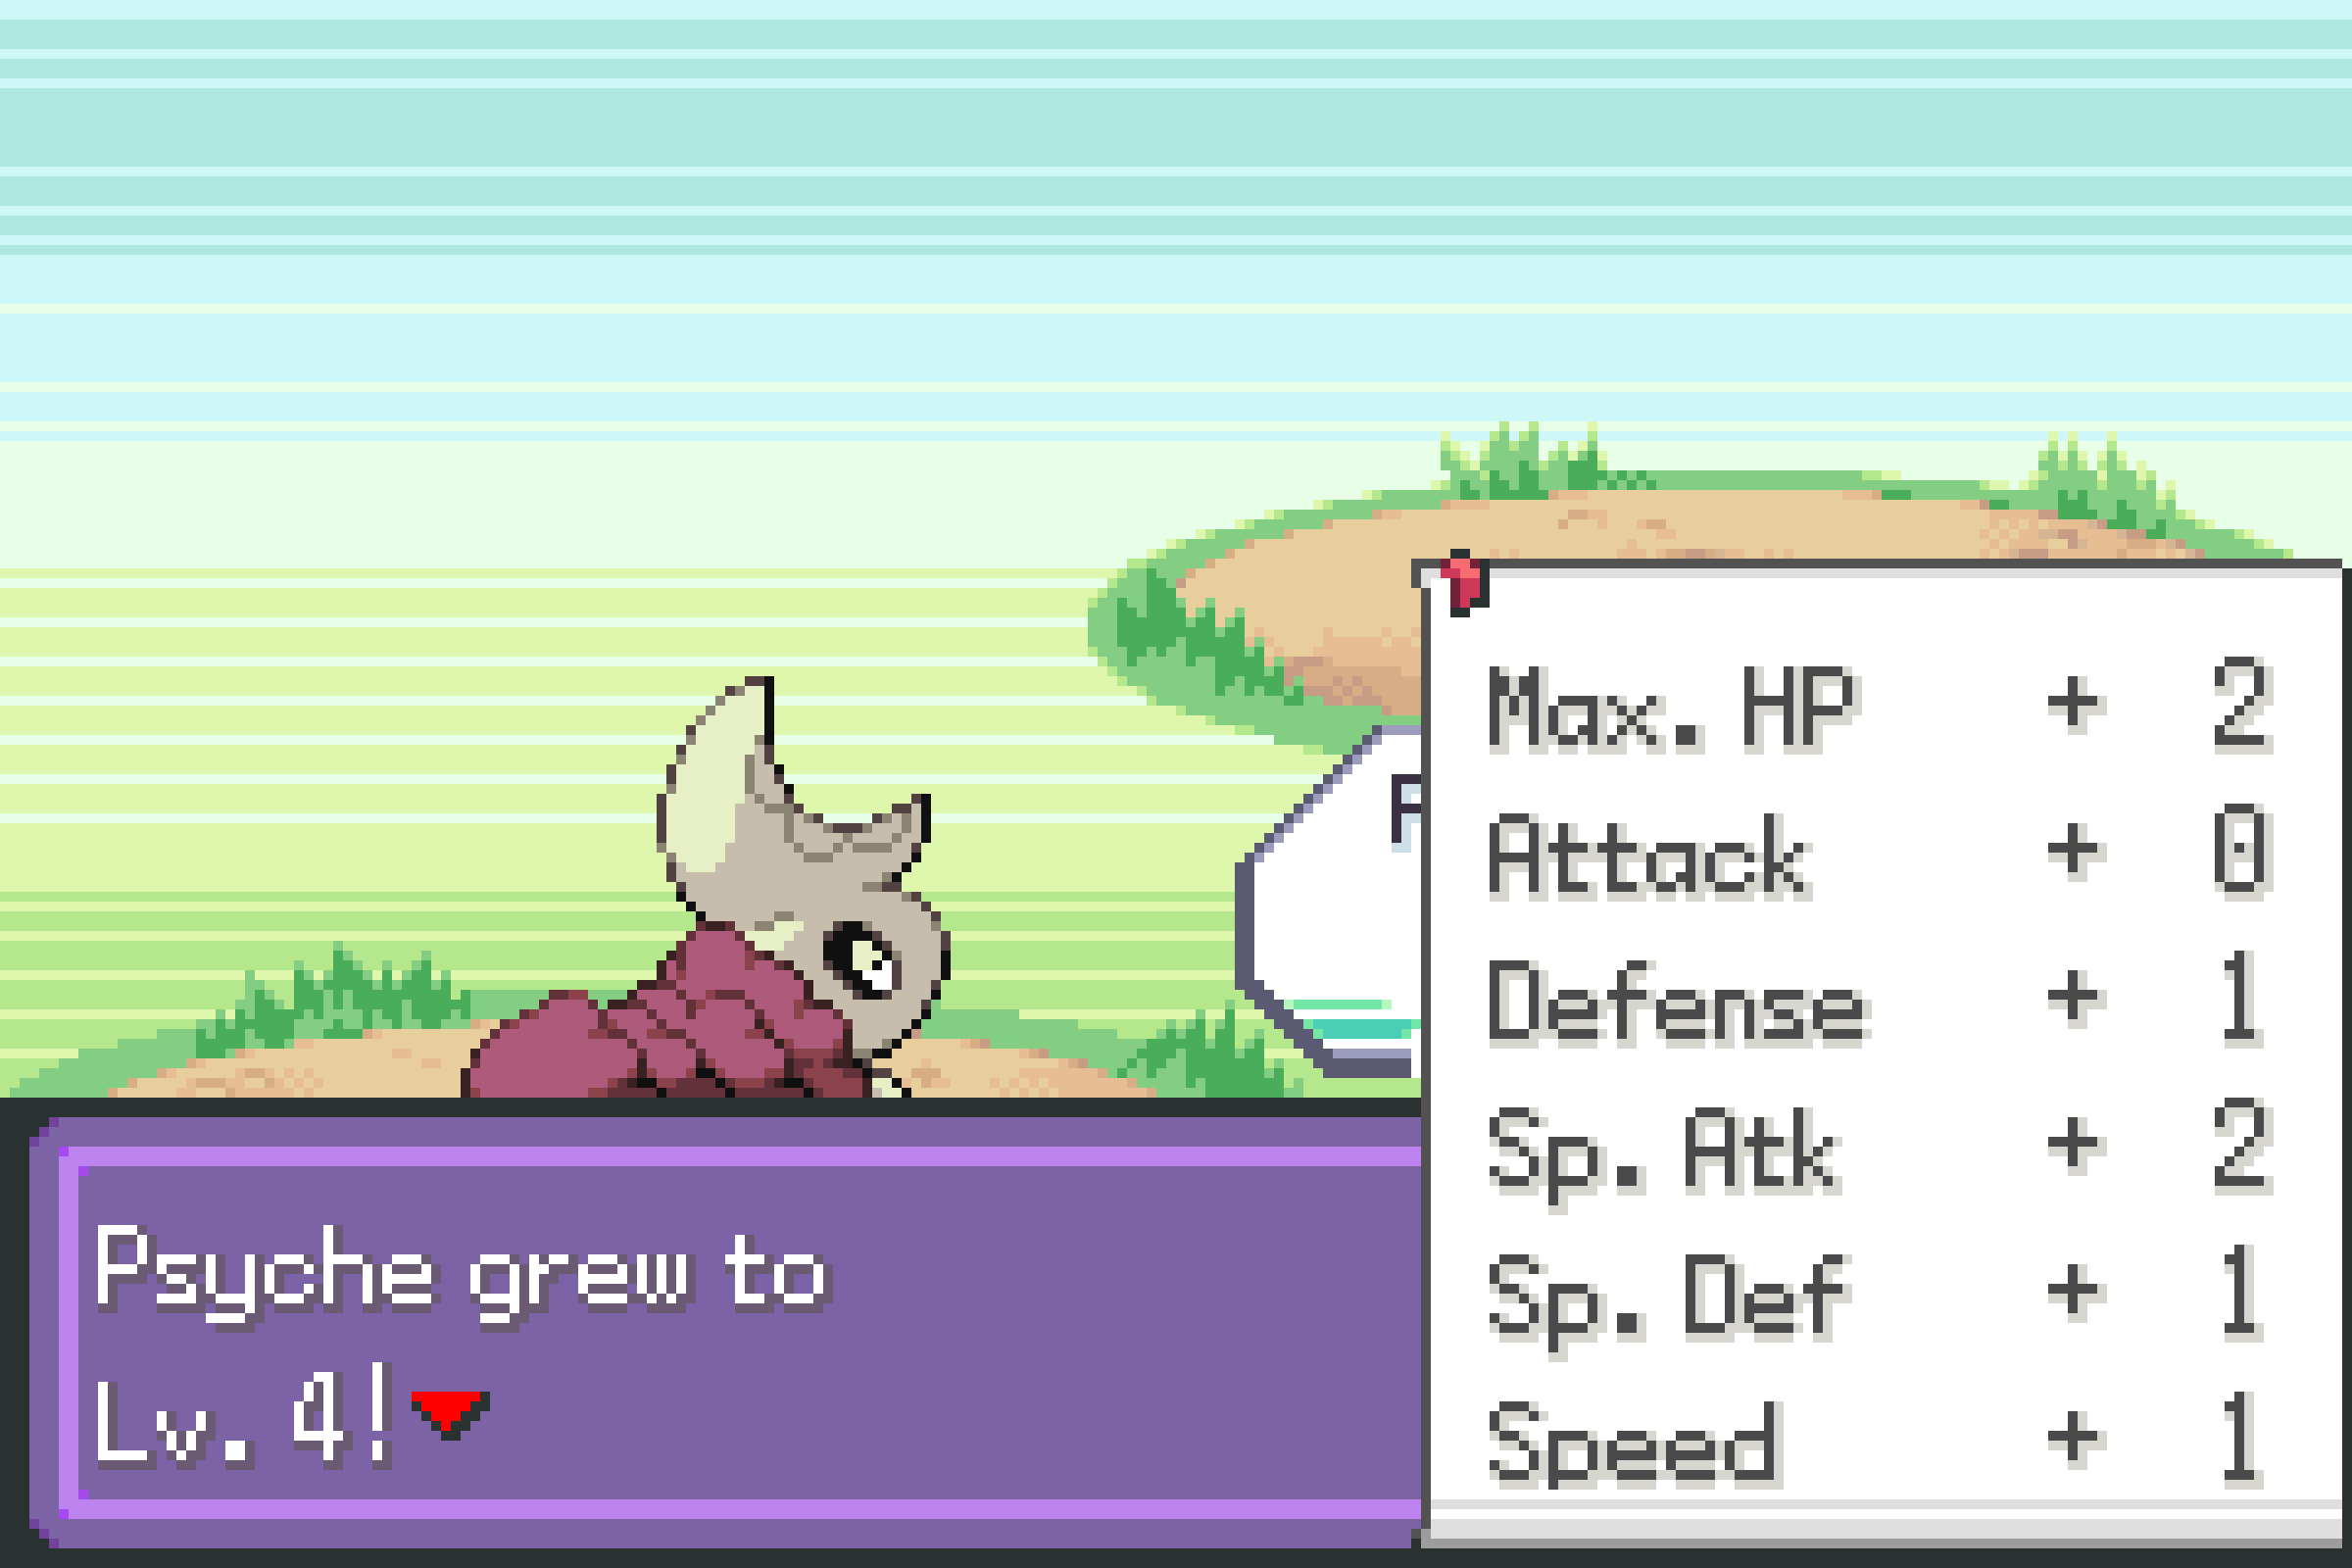 Max. HP + 2
Attack + 0
Defense + 1
Sp. Atk + 2
Sp. Def + 1
Speed + 1
Psyche grew to
Lv. 4!